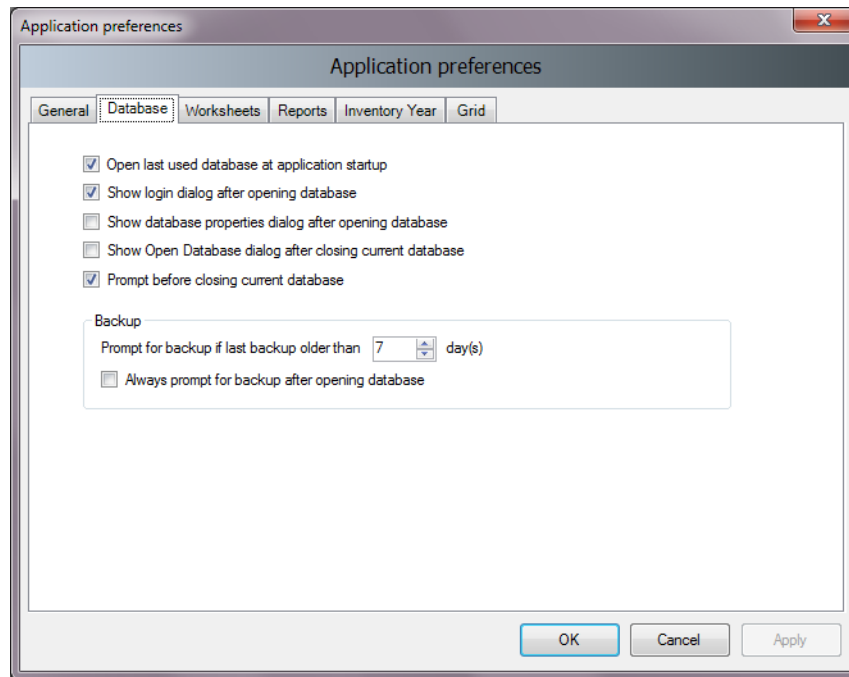 Application preferences
Application preferences
General Database Worksheets Reports Inventory Year Grid
Open last used database at application startup
Show login dialog after opening database
Show database properties dialog after opening database
Show Open Database dialog after closing current database
Prompt before closing current database
Backup
Prompt for backup if last backup older than 7 day(s)
Always prompt for backup after opening database
OK Cancel Apply